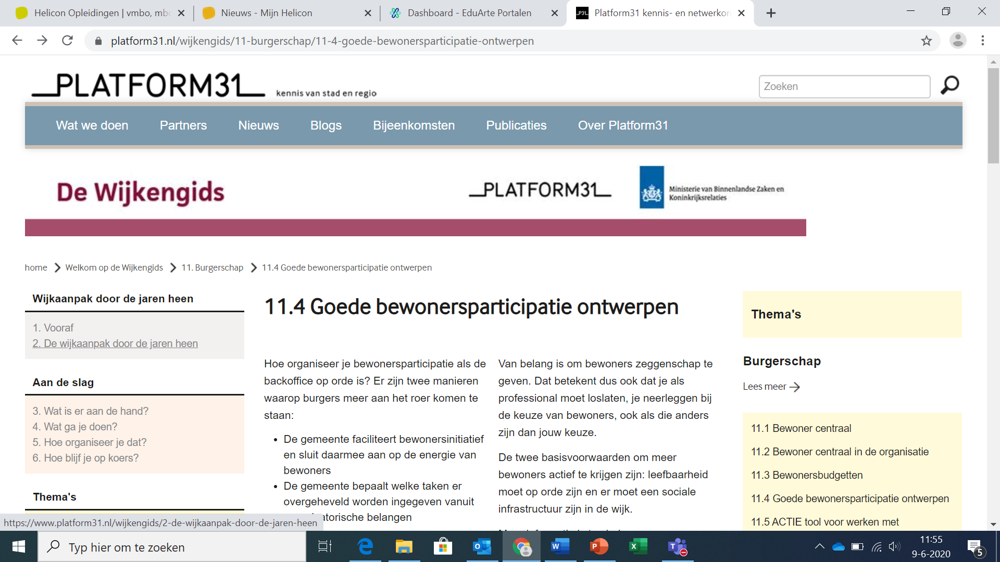 Helicon Opleidingen | vmbo, mb
Nieuws - Mijn Helicon
Dashboard - EduArte Portalen
Platform31 kennis- en netwerkor
platform31.nl/wijkengids/11-burgerschap/11-4-goede-bewonersparticipatie-ontwerpen
PLATFORM31 kennis van stad en regio
Zoeken
Wat we doen Partners Nieuws Blogs Bijeenkomsten Publicaties Over Platform31
De Wijkengids
PLATFORM31
Ministerie van Binnenlandse Zaken en
Koninkrijksrelaties
home > Welkom op de Wijkengids > 11. Burgerschap > 11.4 Goede bewonersparticipatie ontwerpen
Wijkaanpak door de jaren heen
1. Vooraf
2. De wijkaanpak door de jaren heen
Aan de slag
3. Wat is er aan de hand?
4. Wat ga je doen?
5. Hoe organiseer je dat?
6. Hoe blijf je op koers?
Thema's
11.4 Goede bewonersparticipatie ontwerpen
Hoe organiseer je bewonersparticipatie als de
backoffice op orde is? Er zijn twee manieren
waarop burgers meer aan het roer komen te
staan:
• De gemeente faciliteert bewonersinitiatief
en sluit daarmee aan op de energie van
bewoners
• De gemeente bepaalt welke taken er
overgeheveld worden ingegeven vanuit
atorische belangen
Van belang is om bewoners zeggenschap te
geven. Dat betekent dus ook dat je als
professional moet loslaten, je neerleggen bij
de keuze van bewoners, ook als die anders
zijn dan jouw keuze.
De twee basisvoorwaarden om meer
bewoners actief te krijgen zijn: leefbaarheid
moet op orde zijn en er moet een sociale
infrastructuur zijn in de wijk.
Thema's
Burgerschap
Lees meer
11.1 Bewoner centraal
11.2 Bewoner centraal in de organisatie
11.3 Bewonersbudgetten
11.4 Goede bewonersparticipatie ontwerpen
11.5 ACTIE tool voor werken met
https://www.platform31.nl/wijkengids/2-de-wijkaanpak-door-de-jaren-heen
Typ hier om te zoeken
11:55
9-6-2020
5